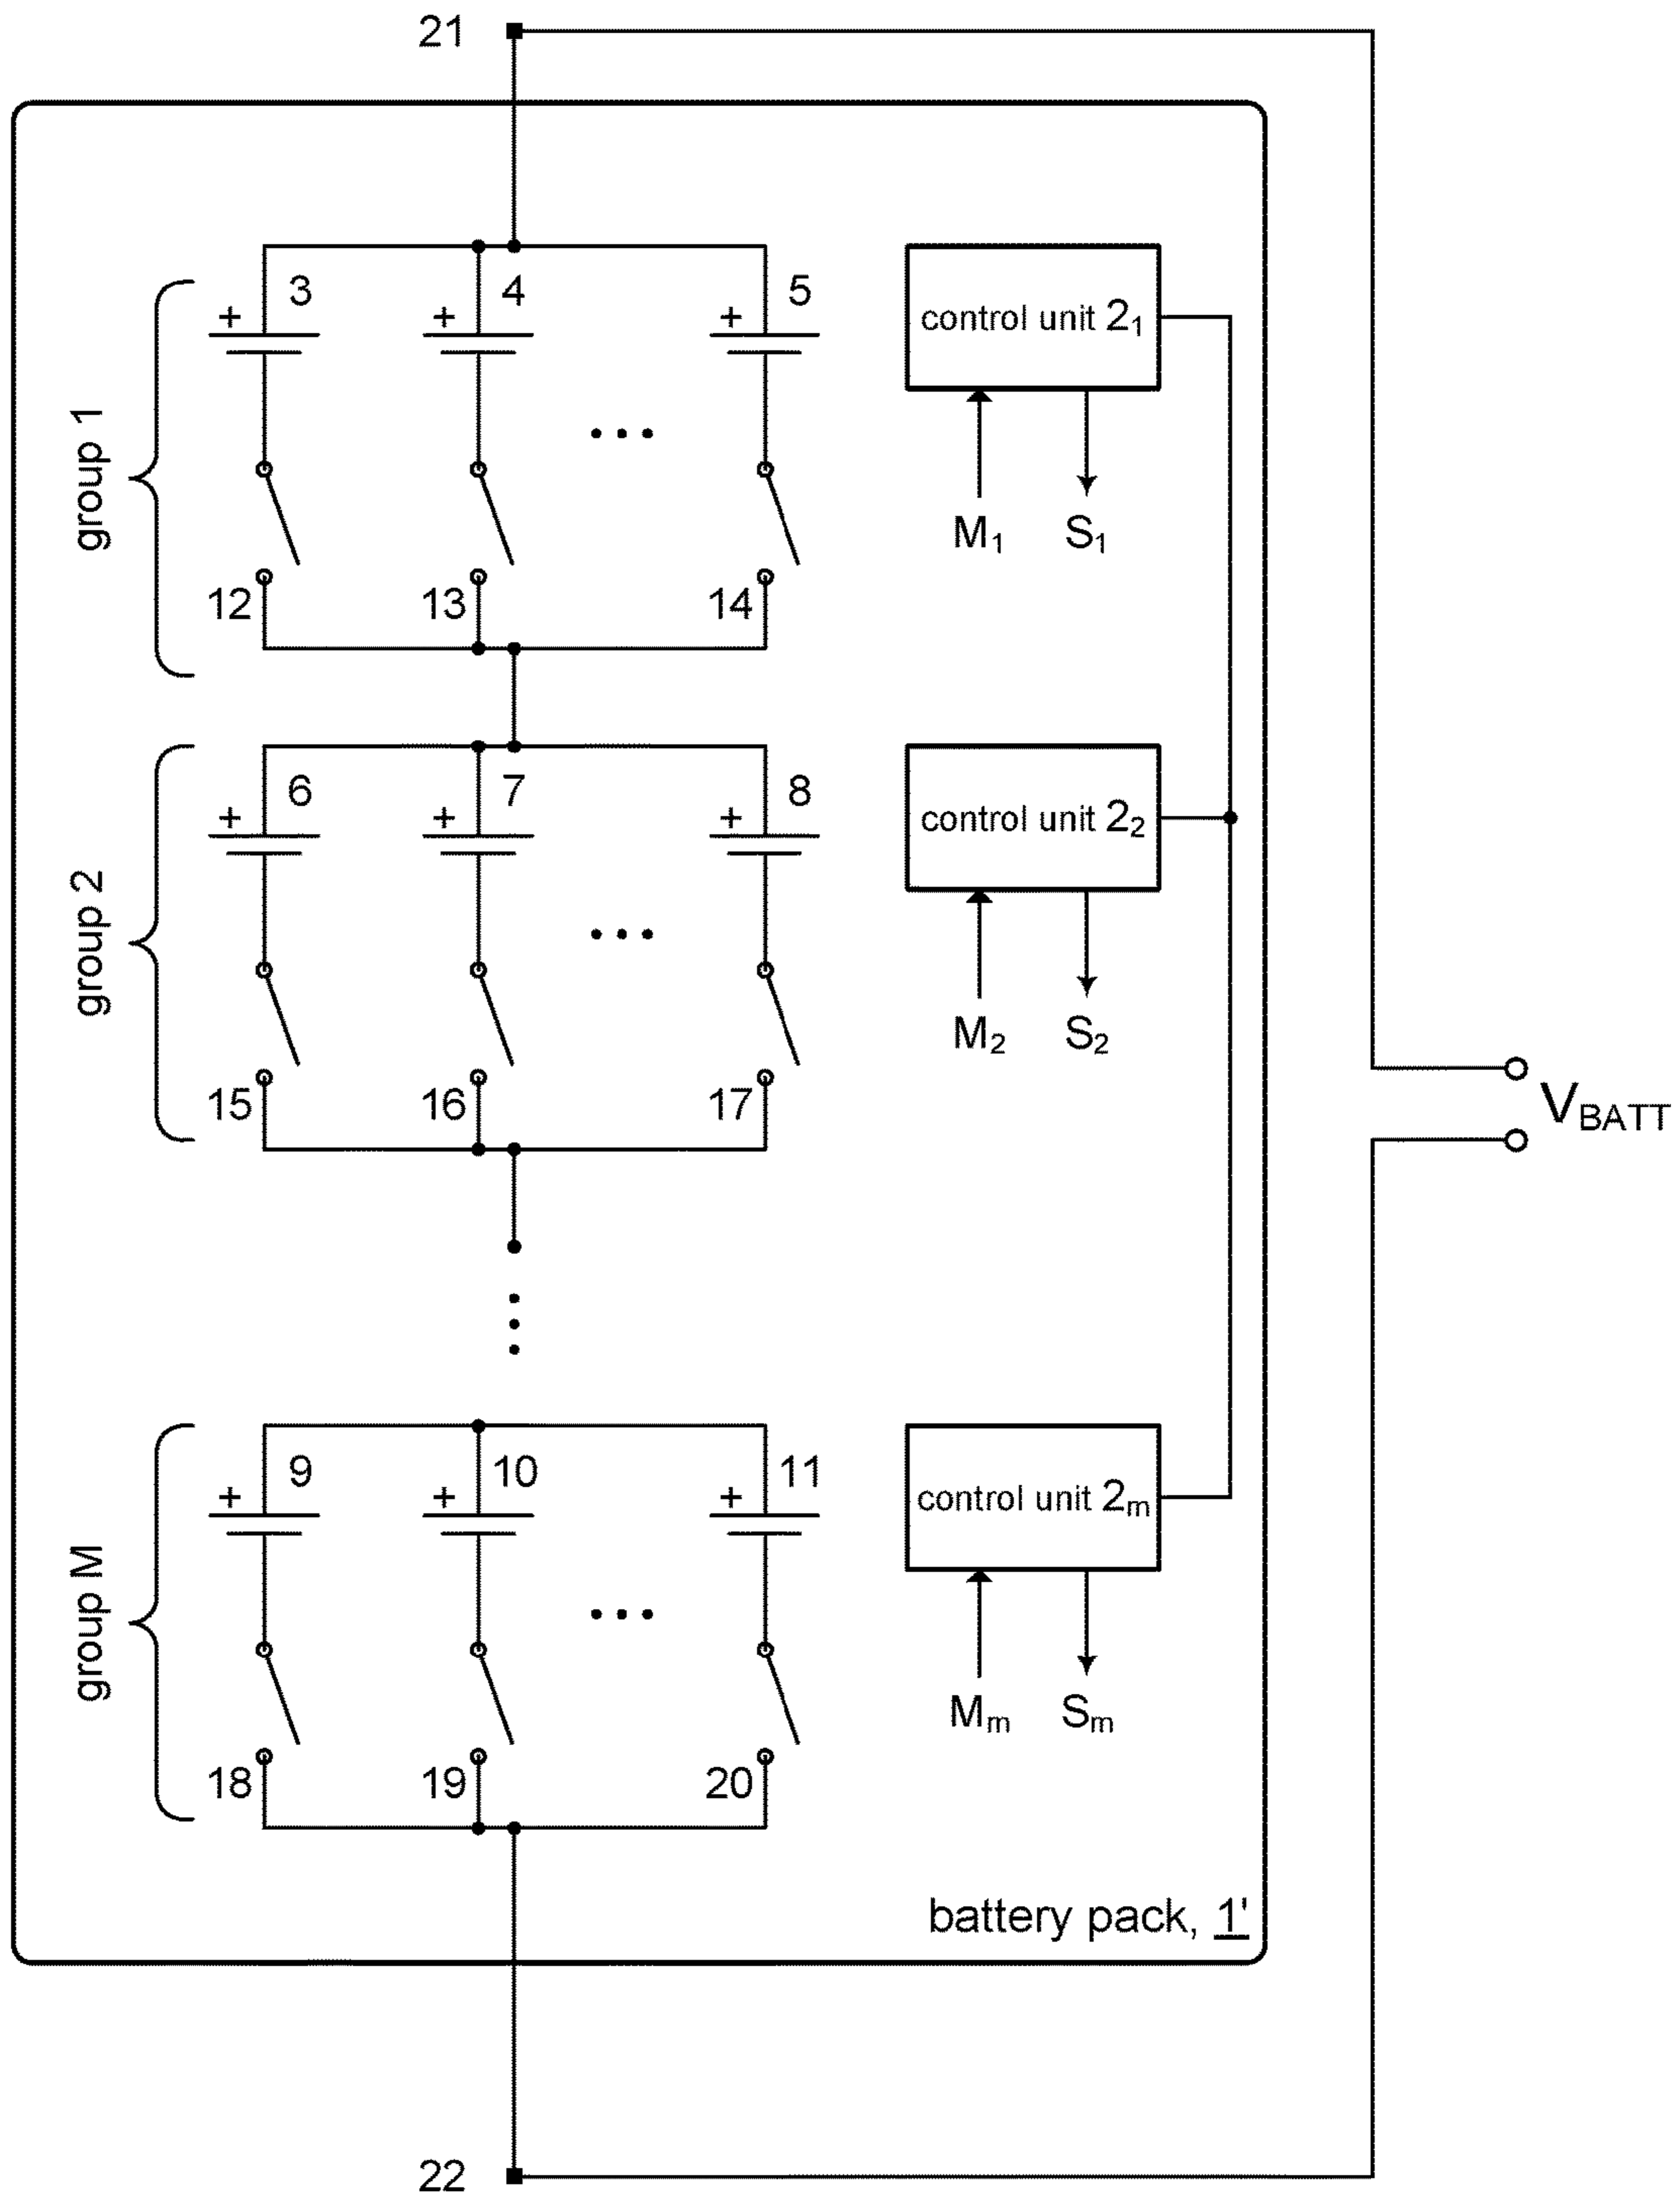 21
group 1
+ 3
+ 4
+ 5
...
12
13
14
control unit 2₁
M₁
S₁
group 2
+ 6
+ 7
+ 8
...
15
16
17
control unit 2₂
M₂
S₂
V_BATT
group M
+ 9
+ 10
+ 11
...
18
19
20
control unit 2ₘ
Mₘ
Sₘ
battery pack, 1'
22